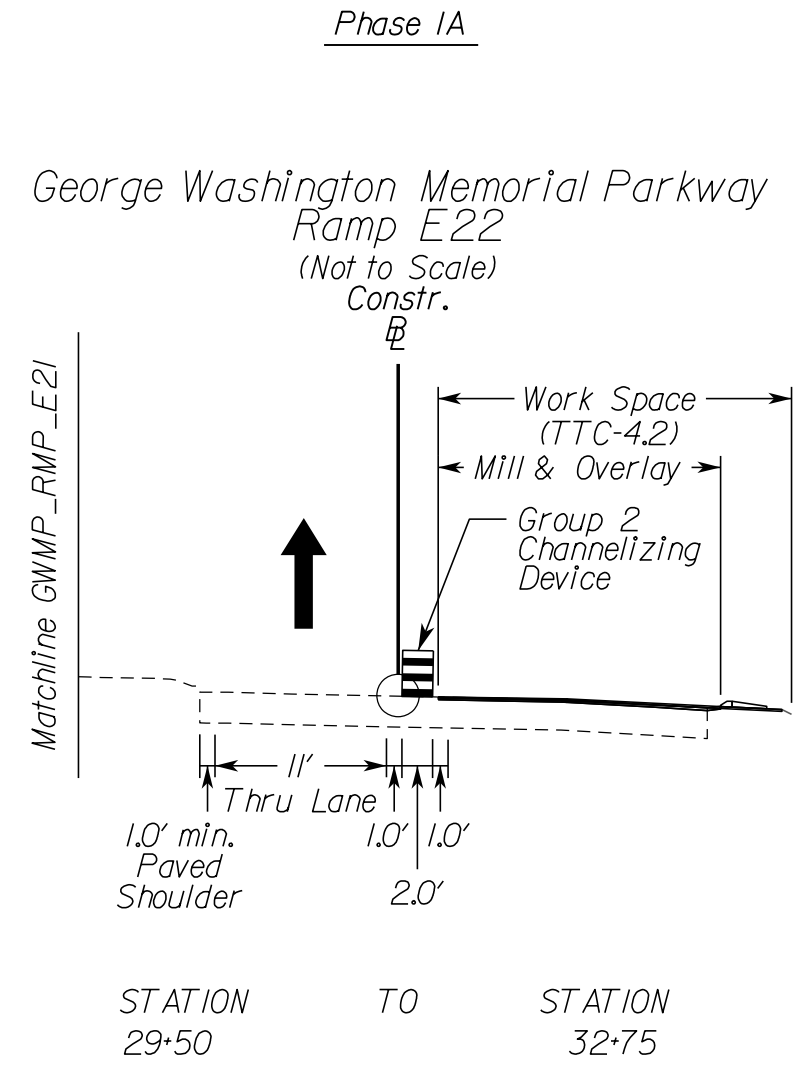 Phase 1A
George Washington Memorial Parkway
Ramp E22
(Not to Scale)
Constr.
BL
Matchline GWMP_RMP_E21
Work Space
(TTC-4.2)
Mill & Overlay
Group 2
Channelizing
Device
11'
Thru Lane
1.0' min.
Paved
Shoulder
1.0' 1.0'
2.0'
STATION TO STATION
29+50 32+75